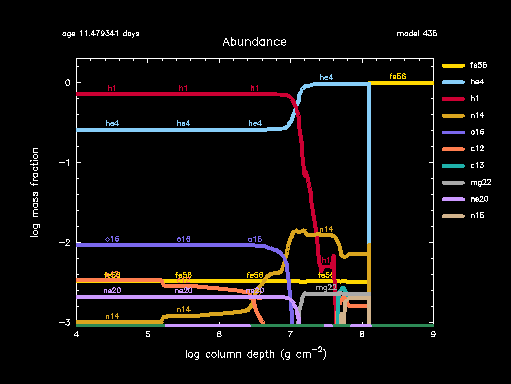 age 11.479341 days
model 436
Abundance
0
−1
−2
−3
4
5
6
7
8
9
log mass fraction
log column depth (g cm−2)
h1 h1 h1
he4 he4 he4 he4
fe56
o16 o16 o16
n14
h1
fe56 fe56 fe56
ne20 ne20 mg22
n14 n14
fe56
he4
h1
n14
o16
c12
c13
mg22
ne20
n16